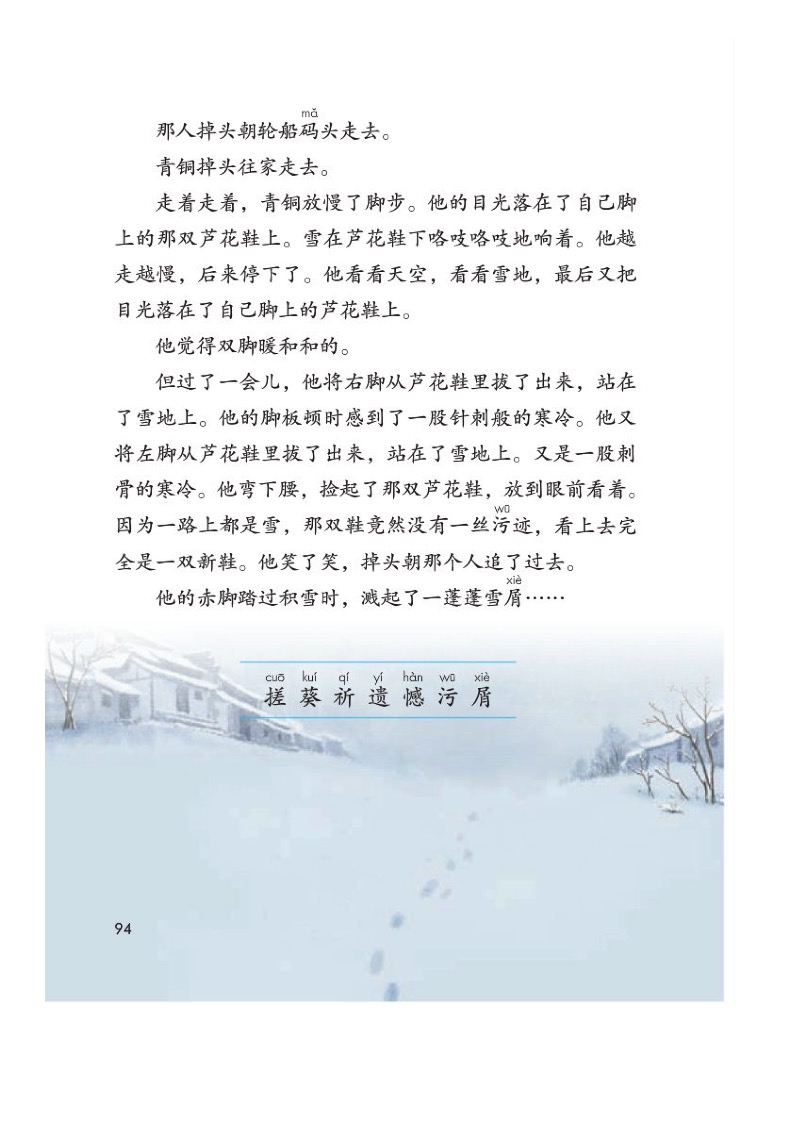 mǎ
那人掉头朝轮船码头走去。
青铜掉头往家走去。
走着走着，青铜放慢了脚步。他的目光落在了自己脚
上的那双芦花鞋上。雪在芦花鞋下咯吱咯吱地响着。他越
走越慢，后来停下了。他看看天空，看看雪地，最后又把
目光落在了自己脚上的芦花鞋上。
他觉得双脚暖和和的。
但过了一会儿，他将右脚从芦花鞋里拔了出来，站在
了雪地上。他的脚板顿时感到了一股针刺般的寒冷。他又
将左脚从芦花鞋里拔了出来，站在了雪地上。又是一股刺
骨的寒冷。他弯下腰，捡起了那双芦花鞋，放到眼前看着。
wū
因为一路上都是雪，那双鞋竟然没有一丝污迹，看上去完
全是一双新鞋。他笑了笑，掉头朝那个人追了过去。
xiè
他的赤脚踏过积雪时，溅起了一蓬蓬雪屑……
cuō kuí qí yí hàn wū xiè
搓 葵 祈 遗 憾 污 屑
94